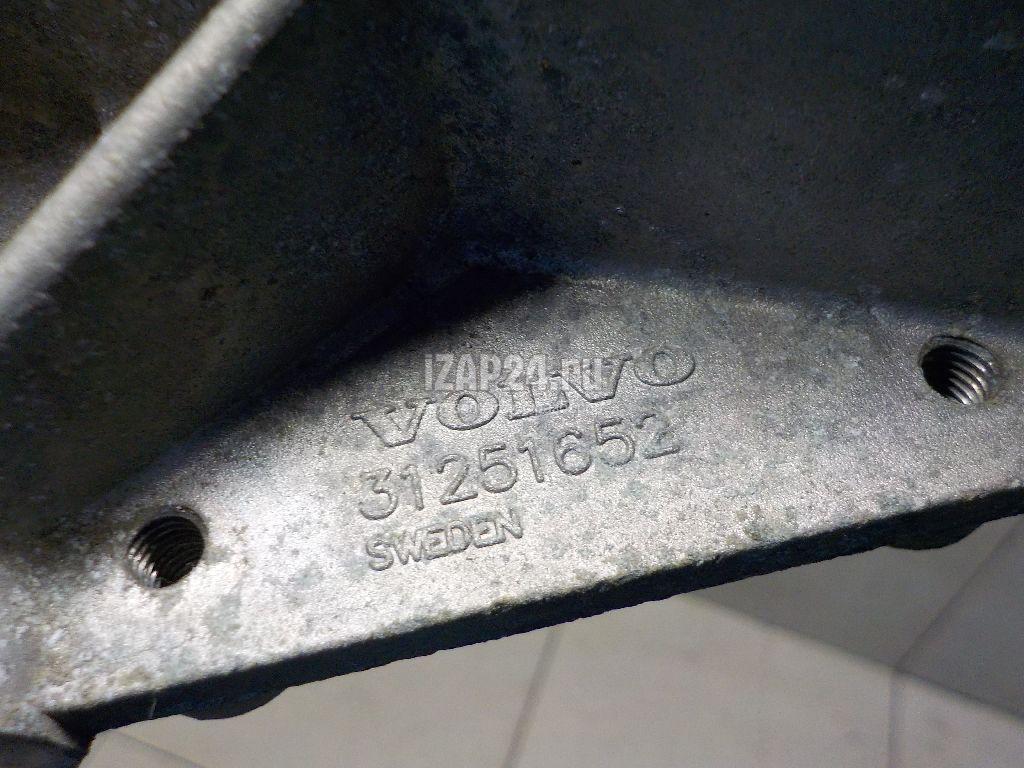 iZAP24.ru
VOLVO
31251652
SWEDEN